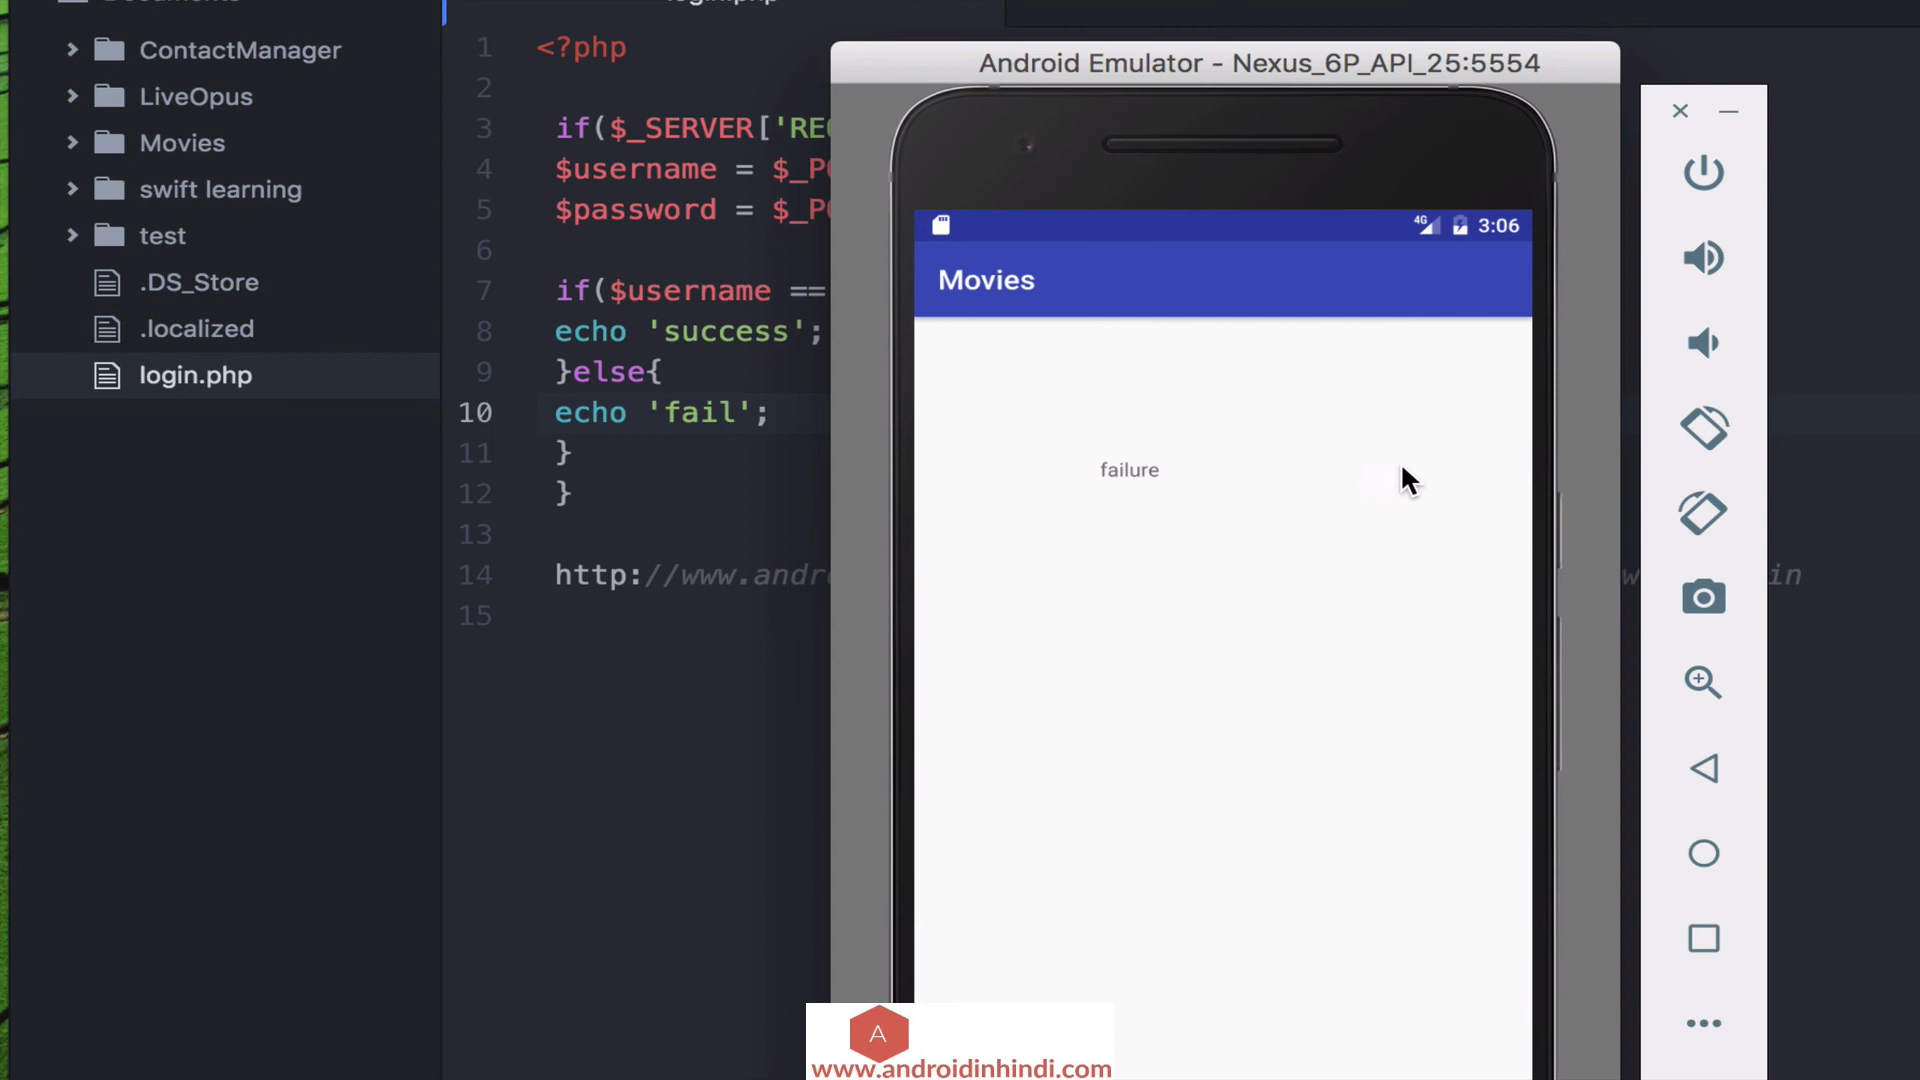 ContactManager
LiveOpus
Movies
swift learning
test
.DS_Store
.localized
login.php
1 <?php
2
3 if($_SERVER['RE
4 $username = $_P
5 $password = $_P
6
7 if($username ==
8 echo 'success';
9 }else{
10 echo 'fail';
11 }
12 }
13
14 http://www.andr
15
Android Emulator - Nexus_6P_API_25:5554
4G 3:06
Movies
failure
in
A
www.androidinhindi.com